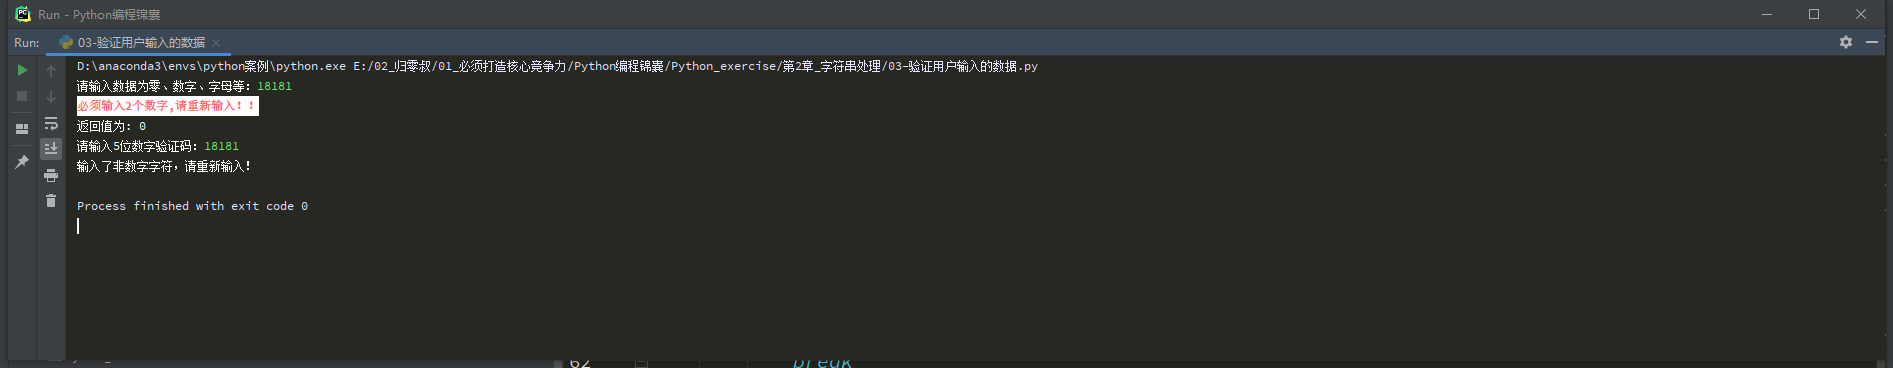 Run - Python编程锦囊
Run: 03-验证用户输入的数据
D:\anaconda3\envs\python案例\python.exe E:/02_归零叔/01_必须打造核心竞争力/Python编程锦囊/Python_exercise/第2章_字符串处理/03-验证用户输入的数据.py
请输入数据为零、数字、字母等：18181
必须输入2个数字,请重新输入！！
返回值为: 0
请输入5位数字验证码：18181
输入了非数字字符，请重新输入！
Process finished with exit code 0
62 break